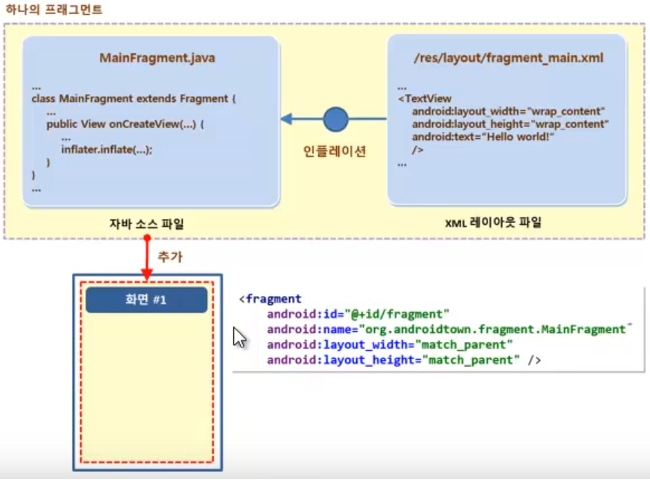 하나의 프래그먼트
MainFragment.java
...
class MainFragment extends Fragment {
...
public View onCreateView(...) {
...
inflater.inflate(...);
}
}
...
자바 소스 파일
인플레이션
/res/layout/fragment_main.xml
...
<TextView
android:layout_width="wrap_content"
android:layout_height="wrap_content"
android:text="Hello world!"
/>
...
XML 레이아웃 파일
추가
화면 #1
<fragment
android:id="@+id/fragment"
android:name="org.androidtown.fragment.MainFragment"
android:layout_width="match_parent"
android:layout_height="match_parent" />